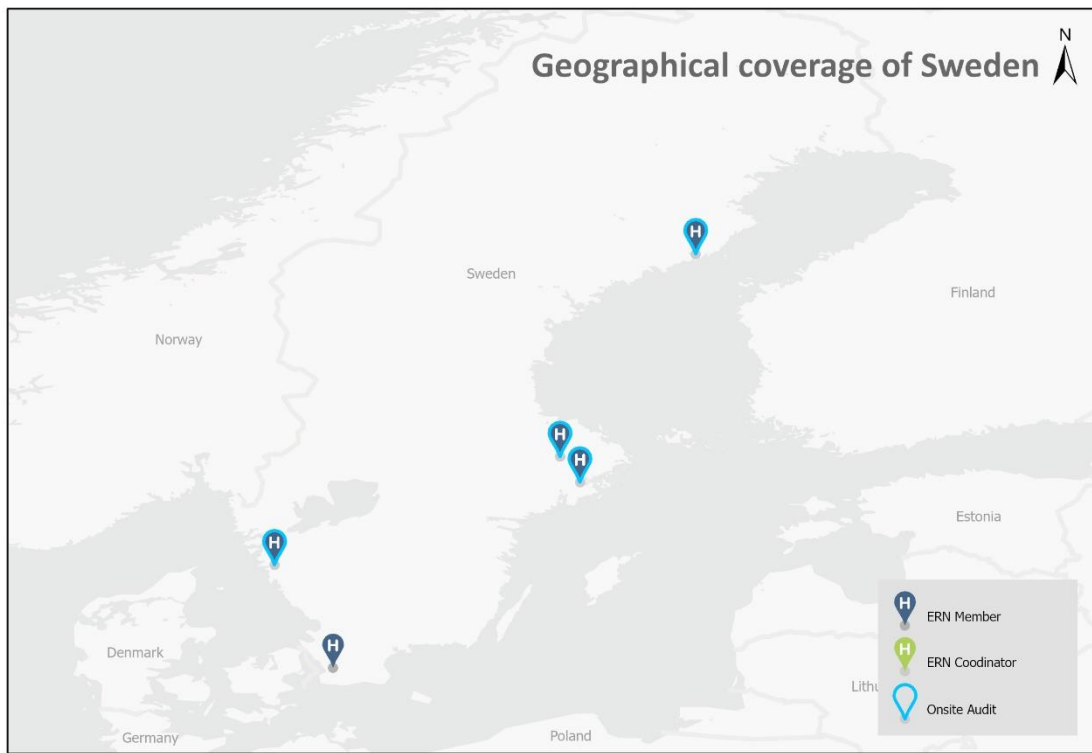 N
Geographical coverage of Sweden
H
Sweden
Finland
Norway
H
H
Estonia
H
H
ERN Member
H
Denmark
H
ERN Coodinator
Lithu
Onsite Audit
Germany
Poland